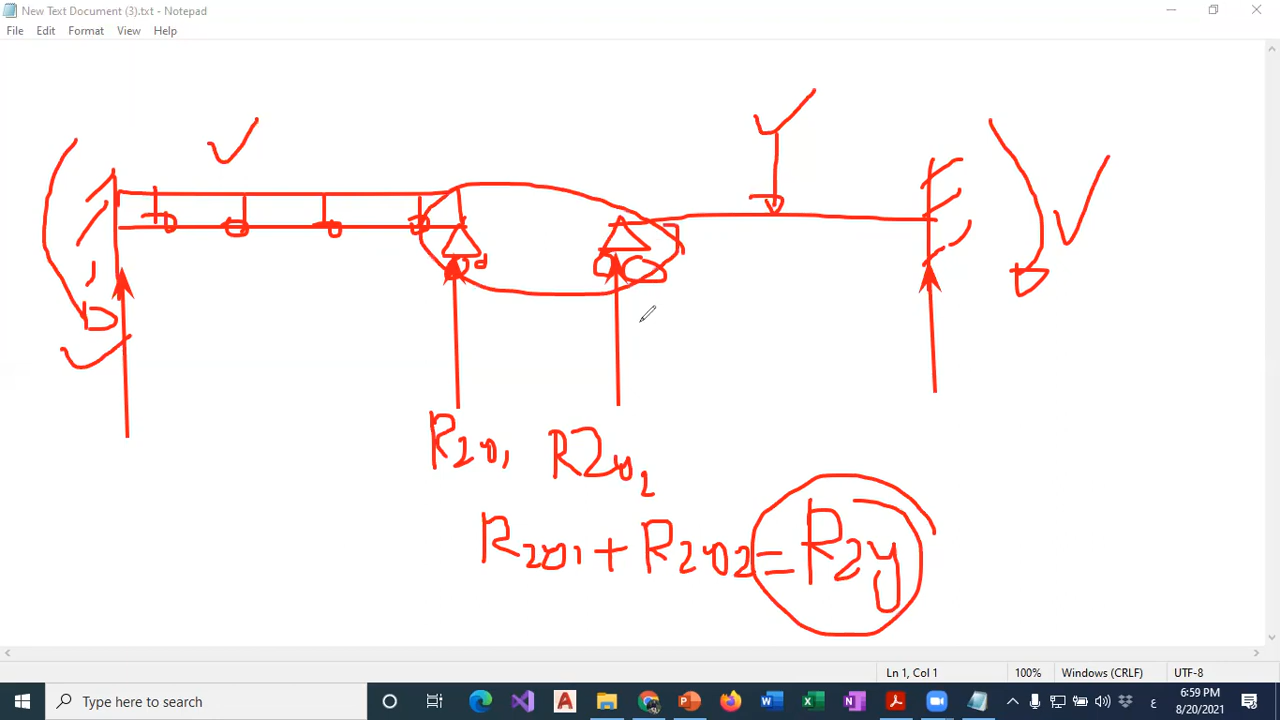 New Text Document (3).txt - Notepad
File Edit Format View Help
R2y1 R2y2
R2y1 + R2y2 = R2y
Ln 1, Col 1 100% Windows (CRLF) UTF-8
Type here to search
ع
6:59 PM
8/20/2021